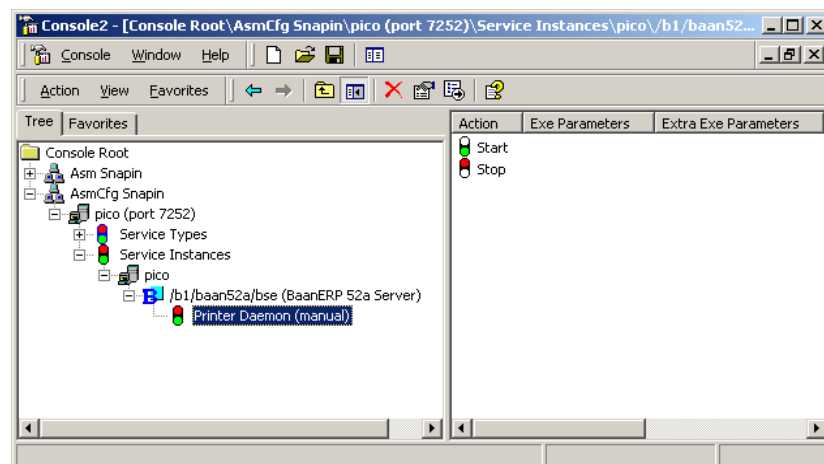 Console2 - [Console Root\AsmCfg Snapin\pico (port 7252)\Service Instances\pico\/b1/baan52...
Console Window Help
Action View Favorites
Tree Favorites
Console Root
Asm Snapin
AsmCfg Snapin
pico (port 7252)
Service Types
Service Instances
pico
/b1/baan52a/bse (BaanERP 52a Server)
Printer Daemon (manual)
Action Exe Parameters Extra Exe Parameters
Start
Stop